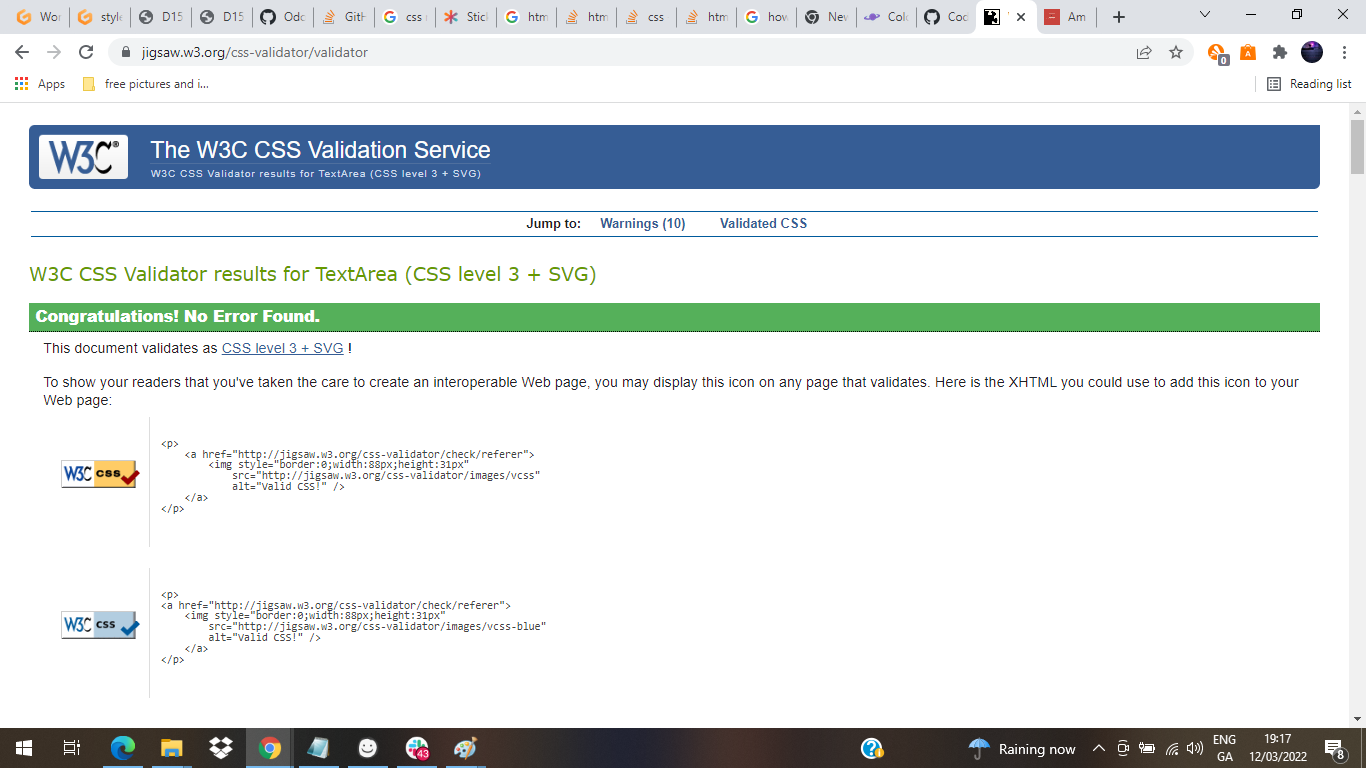 Wor
style
D15
D15
Odc
GitH
css
Stick
htm
htm
css
htm
how
New
Colo
Cod
Am
jigsaw.w3.org/css-validator/validator
0
Apps
free pictures and i...
Reading list
W3C®
The W3C CSS Validation Service
W3C CSS Validator results for TextArea (CSS level 3 + SVG)
Jump to: Warnings (10) Validated CSS
W3C CSS Validator results for TextArea (CSS level 3 + SVG)
Congratulations! No Error Found.
This document validates as CSS level 3 + SVG !
To show your readers that you've taken the care to create an interoperable Web page, you may display this icon on any page that validates. Here is the XHTML you could use to add this icon to your
Web page:
W3C css
<p>
<a href="http://jigsaw.w3.org/css-validator/check/referer">
<img style="border:0;width:88px;height:31px"
src="http://jigsaw.w3.org/css-validator/images/vcss"
alt="Valid CSS!" />
</a>
</p>
W3C css
<p>
<a href="http://jigsaw.w3.org/css-validator/check/referer">
<img style="border:0;width:88px;height:31px"
src="http://jigsaw.w3.org/css-validator/images/vcss-blue"
alt="Valid CSS!" />
</a>
</p>
43
Raining now
ENG
GA
19:17
12/03/2022
8